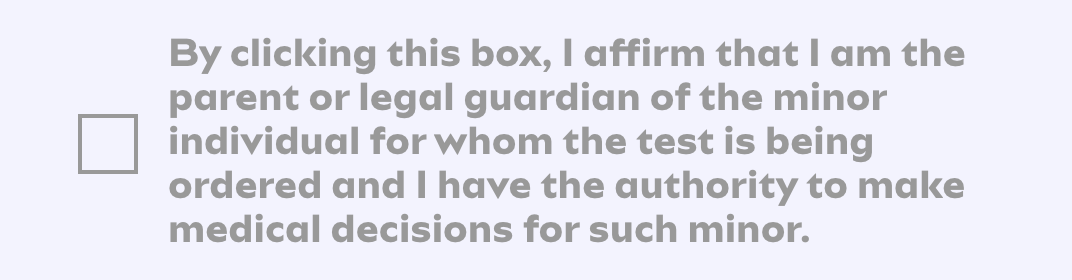 By clicking this box, I affirm that I am the
parent or legal guardian of the minor
individual for whom the test is being
ordered and I have the authority to make
medical decisions for such minor.